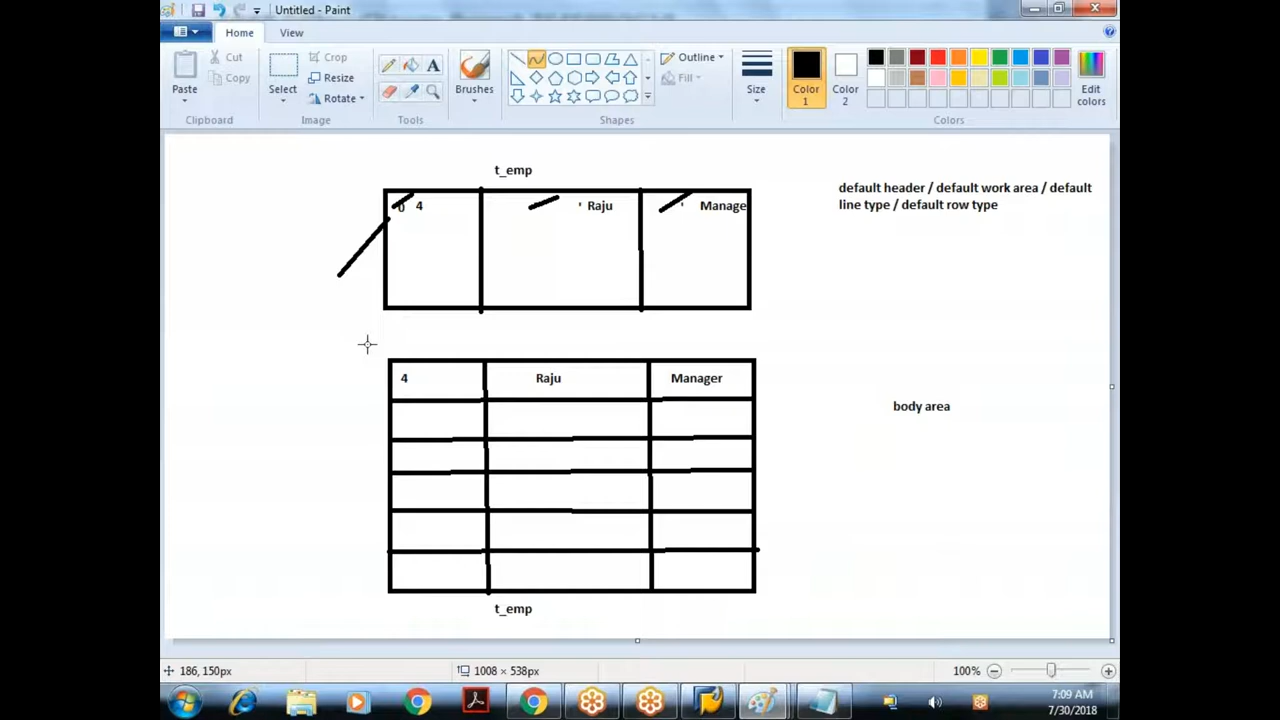 Untitled - Paint
Home
View
Paste
Cut
Copy
Clipboard
Select
Crop
Resize
Rotate
Image
A
Tools
Brushes
Outline
Fill
Shapes
Size
Color
1
Color
2
Edit
colors
Colors
t_emp
default header / default work area / default
line type / default row type
0 4
' Raju
' Manage
4 Raju Manager
body area
t_emp
186, 150px
1008 × 538px
100%
7:09 AM
7/30/2018